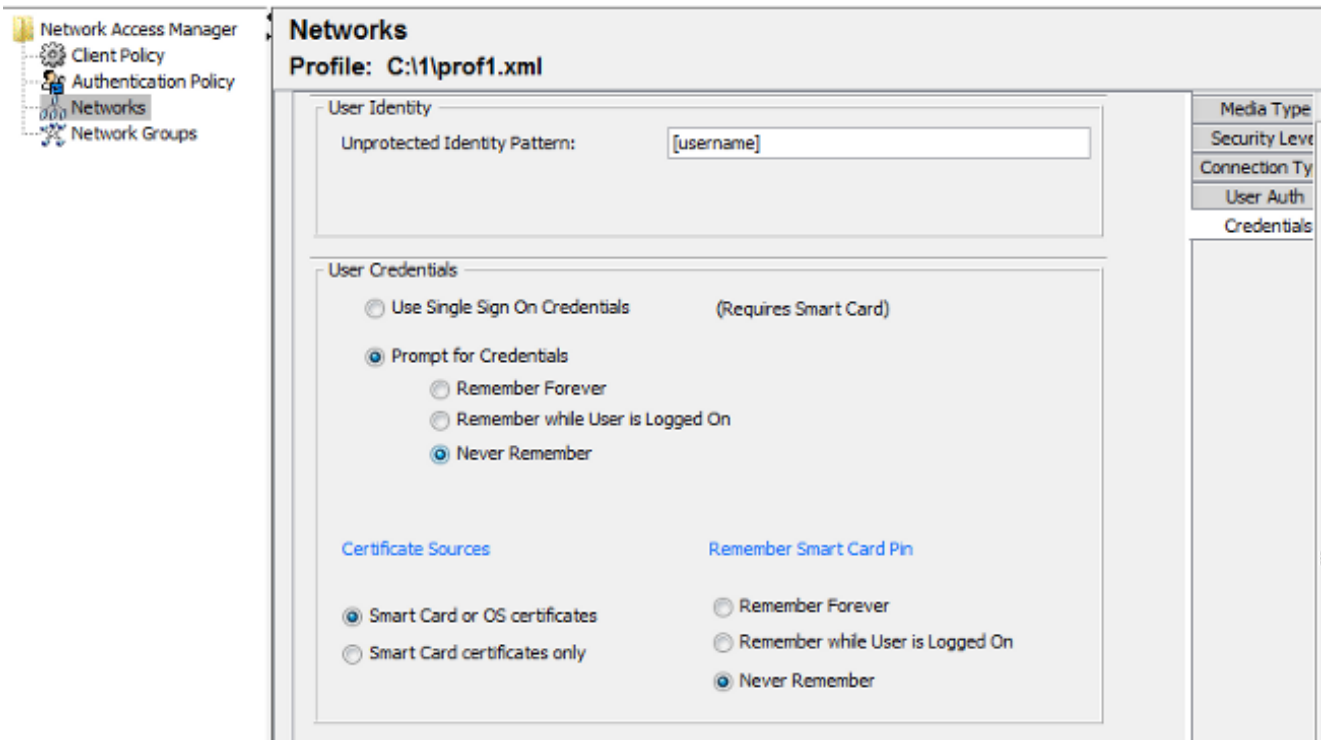 Network Access Manager
Client Policy
Authentication Policy
Networks
Network Groups
Networks
Profile: C:\1\prof1.xml
User Identity
Unprotected Identity Pattern: [username]
User Credentials
Use Single Sign On Credentials (Requires Smart Card)
Prompt for Credentials
Remember Forever
Remember while User is Logged On
Never Remember
Certificate Sources Remember Smart Card Pin
Smart Card or OS certificates Remember Forever
Smart Card certificates only Remember while User is Logged On
Never Remember
Media Type
Security Leve
Connection Ty
User Auth
Credentials